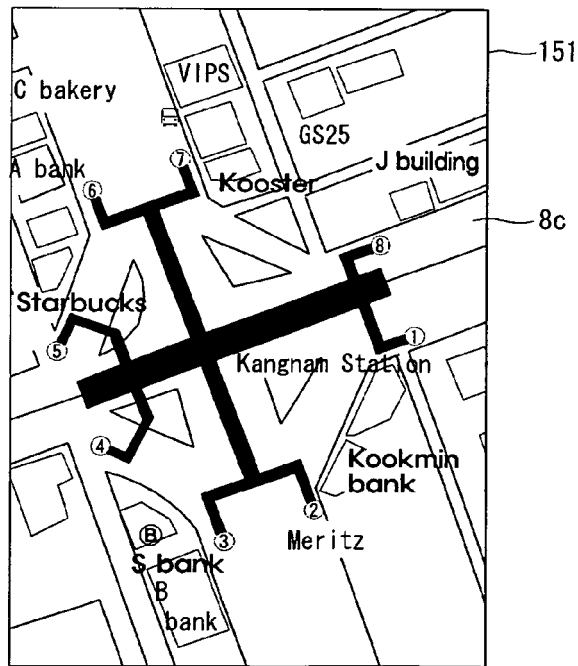 151
VIPS
C bakery
GS25
A bank
⑦
J building
⑥
Kooster
8c
⑧
Starbucks
①
⑤
Kangnam Station
④
Kookmin
bank
②
③
Meritz
B
S bank
B
bank